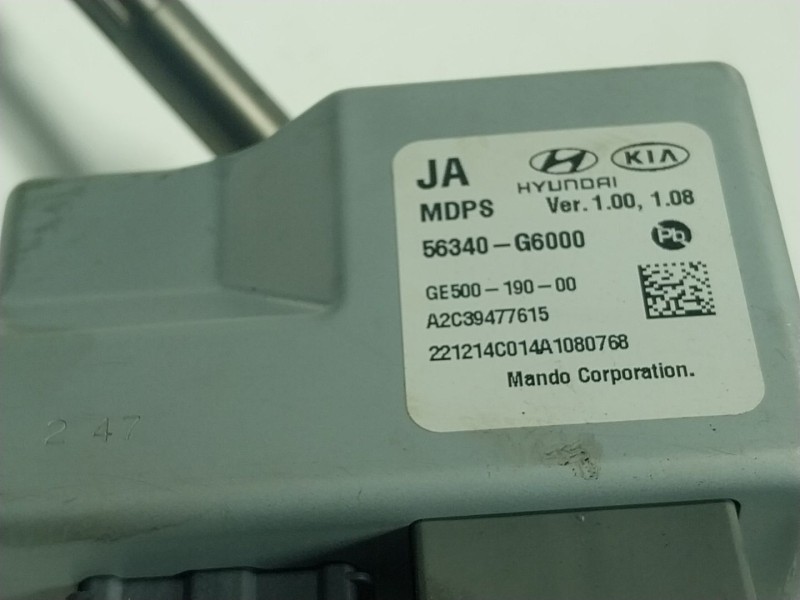 JA HYUNDAI KIA
MDPS Ver. 1.00, 1.08
56340-G6000 Pb
GE500-190-00
A2C39477615
221214C014A1080768
Mando Corporation.
2 47